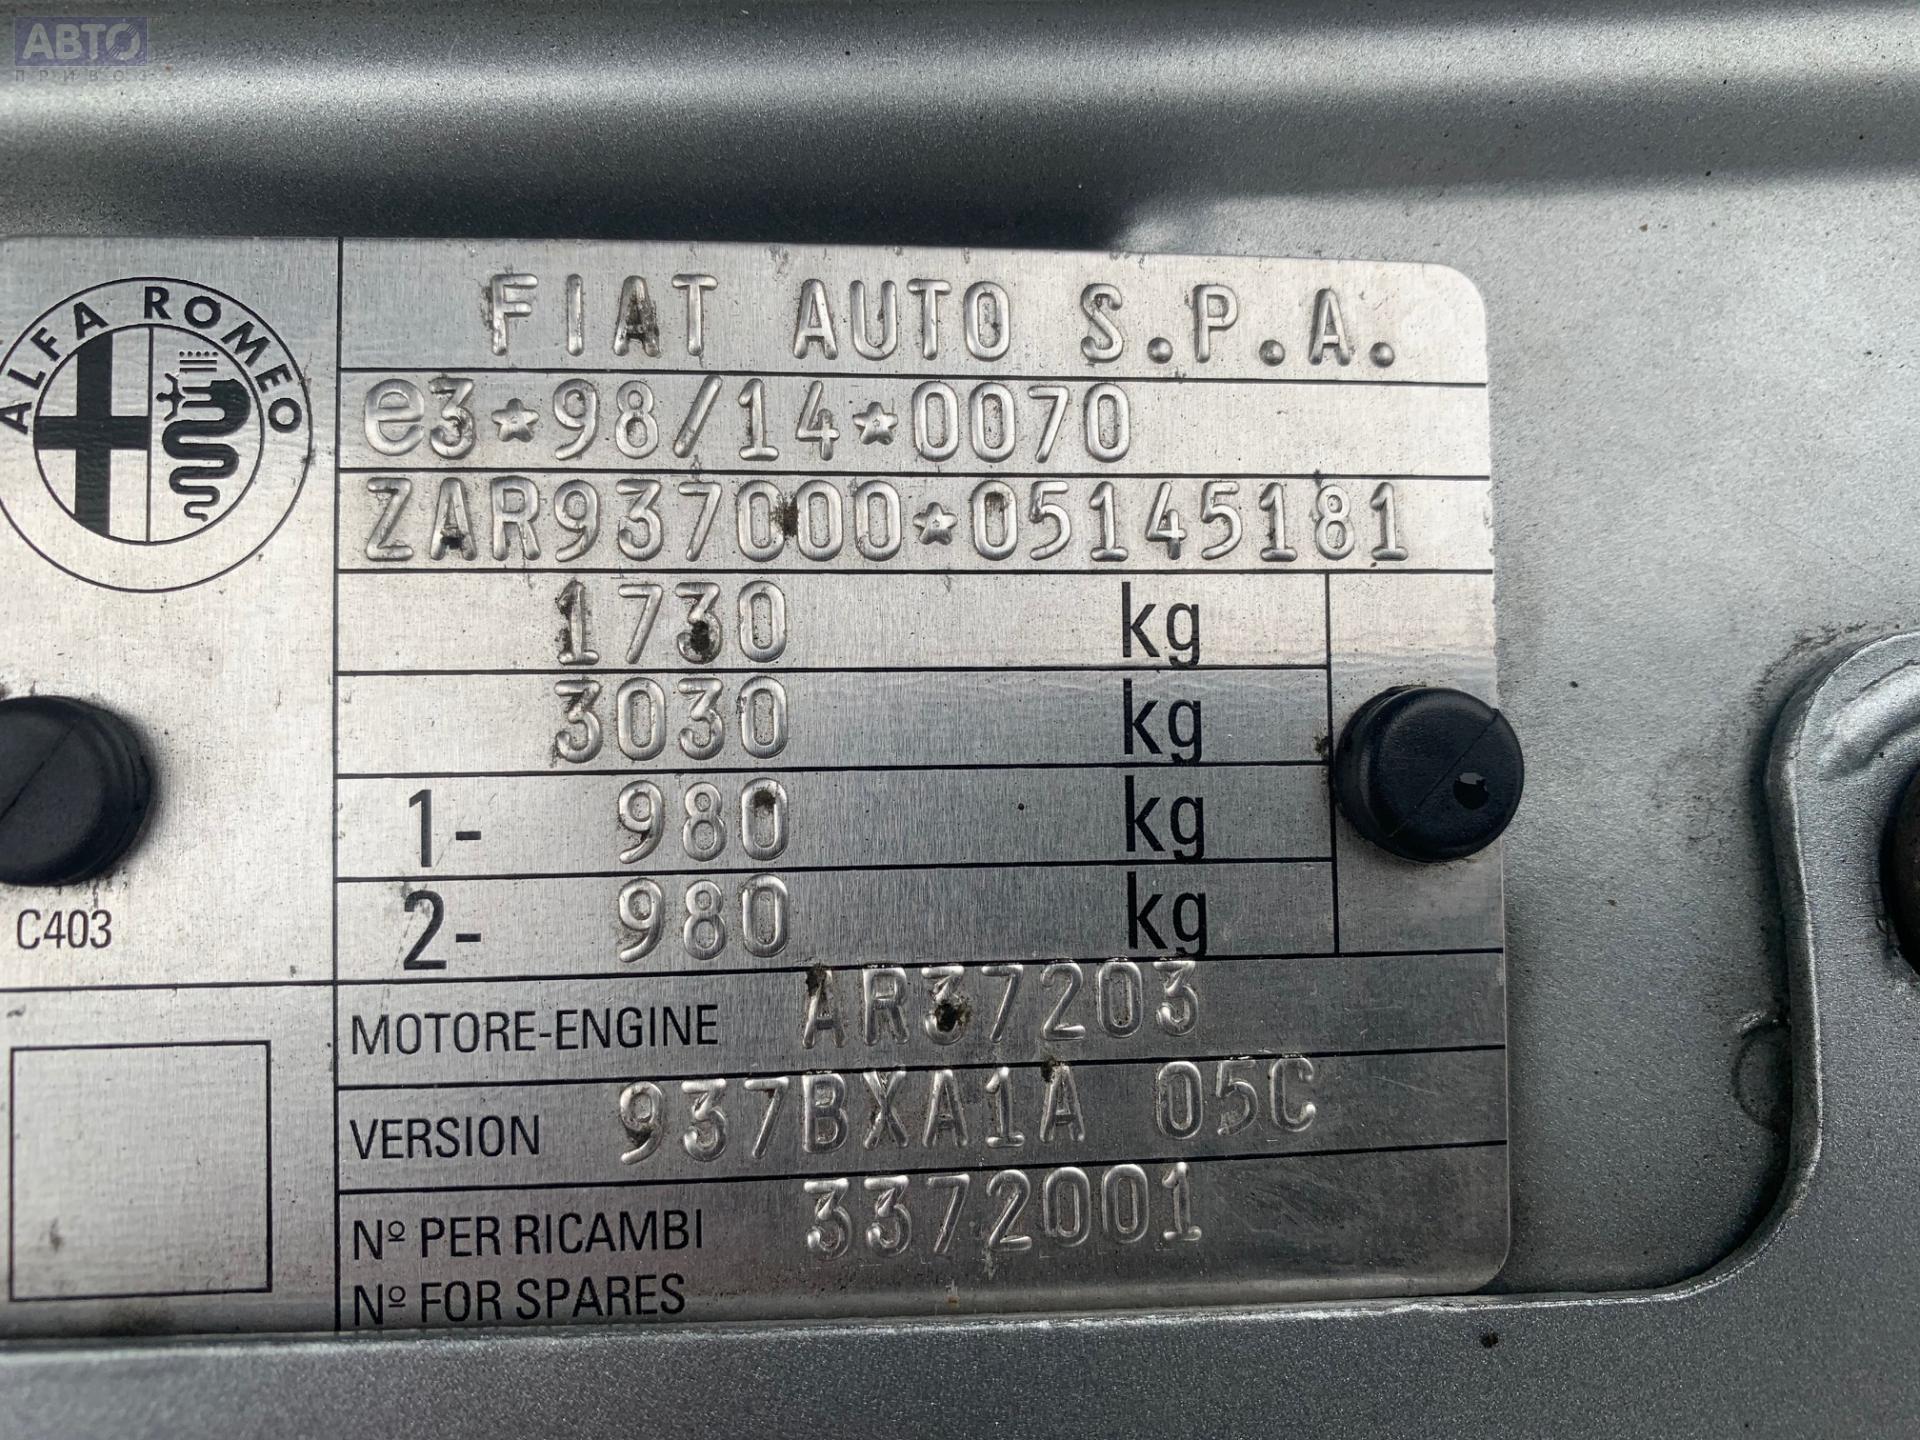 АВТО
ПРИВОЗ
ALFA ROMEO
FIAT AUTO S.P.A.
e3*98/14*0070
ZAR937000*05145181
1730 kg
3030 kg
1- 980 kg
2- 980 kg
C403
MOTORE-ENGINE AR37203
VERSION 937BXA1A 05C
Nº PER RICAMBI 3372001
Nº FOR SPARES